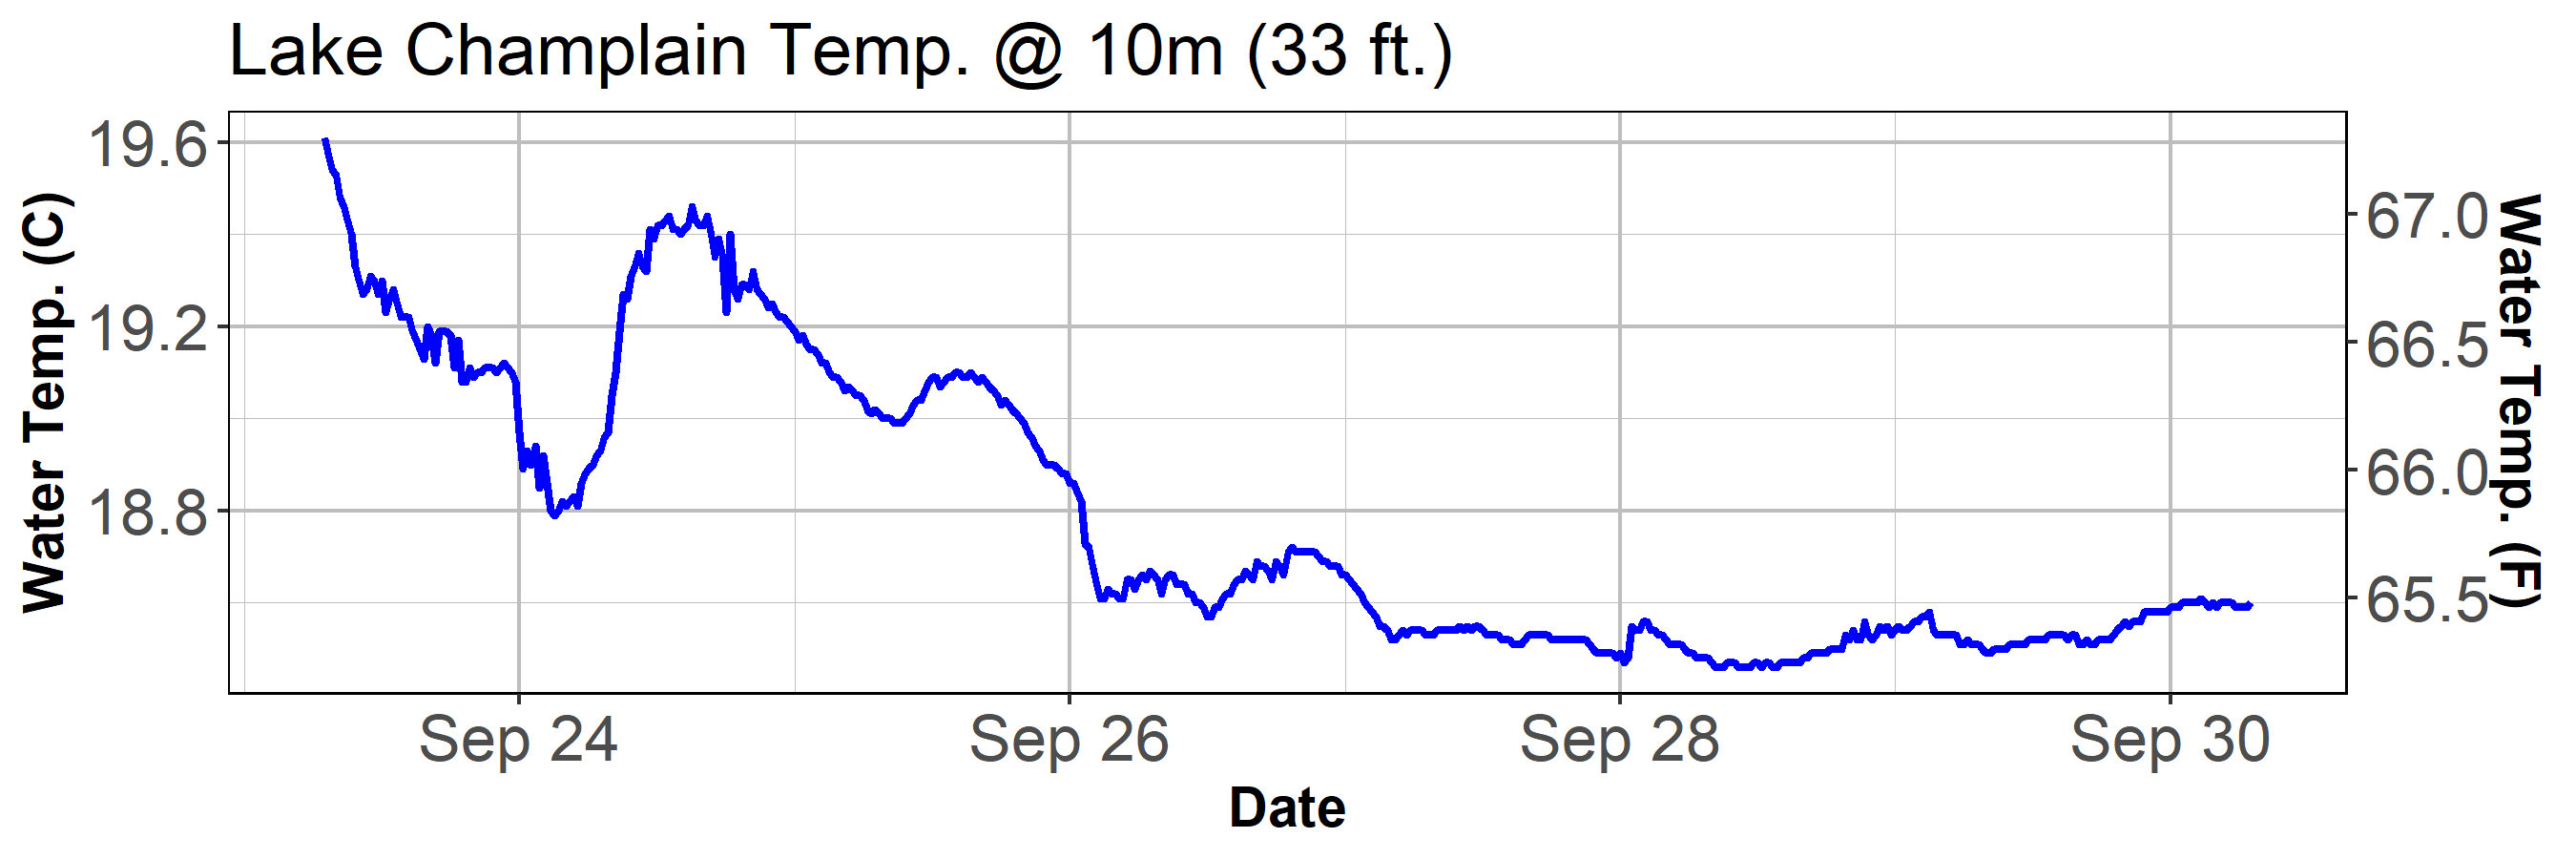 Lake Champlain Temp. @ 10m (33 ft.)
Water Temp. (C)
19.6
19.2
18.8
67.0
66.5
66.0
65.5
Water Temp. (F)
Sep 24 Sep 26 Sep 28 Sep 30
Date